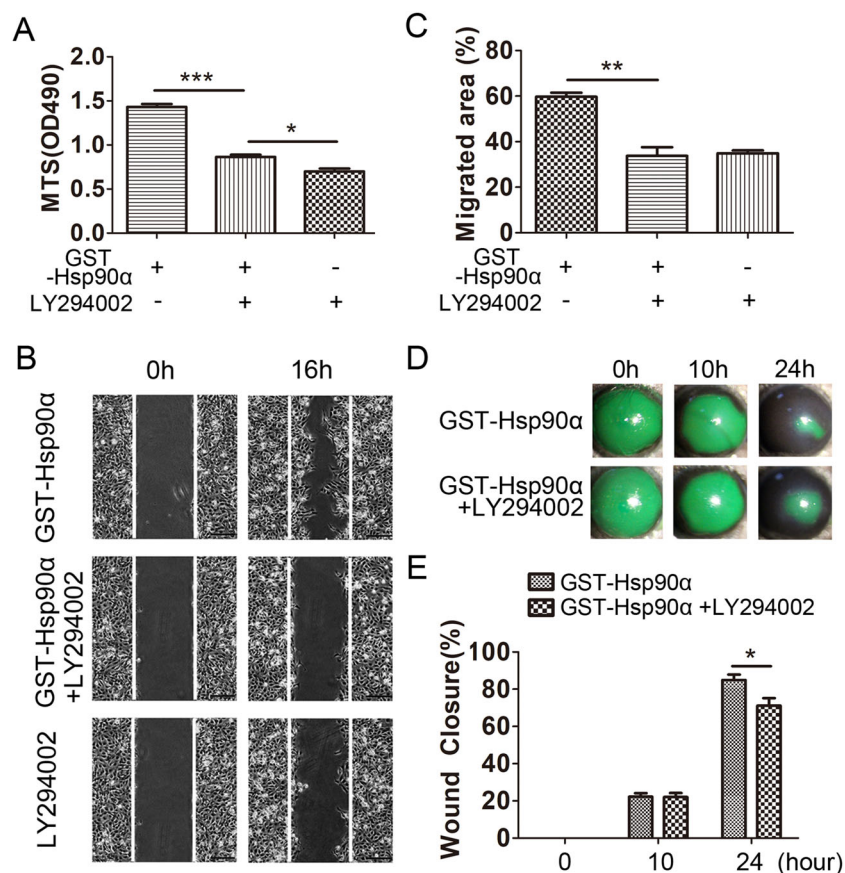 A
MTS(OD490)
2.0
1.5
1.0
0.5
0.0
***
*
GST
-Hsp90α + + -
LY294002 - + +
C
Migrated area (%)
80
60
40
20
0
**
GST
-Hsp90α + + -
LY294002 - + +
B
0h 16h
GST-Hsp90α
GST-Hsp90α
+LY294002
LY294002
D
0h 10h 24h
GST-Hsp90α
GST-Hsp90α
+LY294002
E
GST-Hsp90α
GST-Hsp90α +LY294002
Wound Closure(%)
100
80
60
40
20
0
*
0 10 24 (hour)